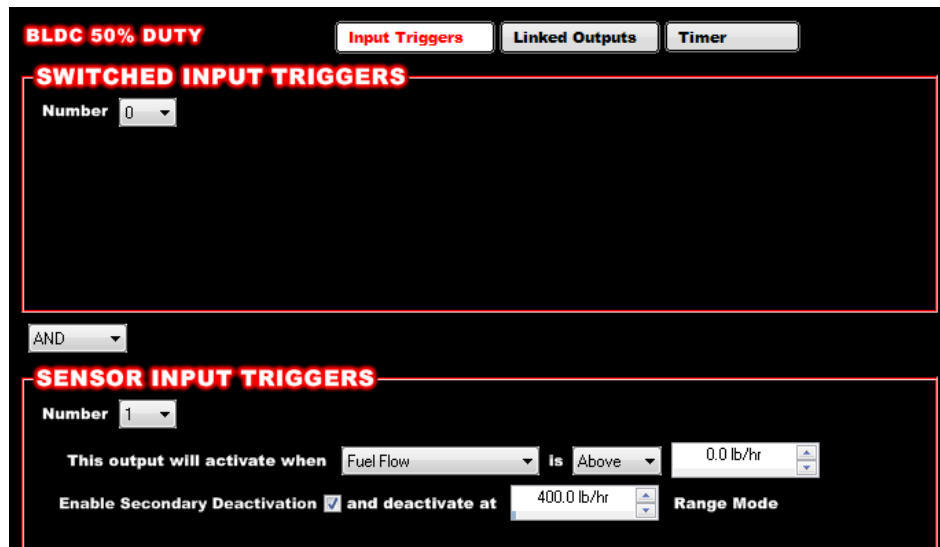 BLDC 50% DUTY Input Triggers Linked Outputs Timer
SWITCHED INPUT TRIGGERS
Number 0
AND
SENSOR INPUT TRIGGERS
Number 1
This output will activate when Fuel Flow is Above 0.0 lb/hr
Enable Secondary Deactivation and deactivate at 400.0 lb/hr Range Mode